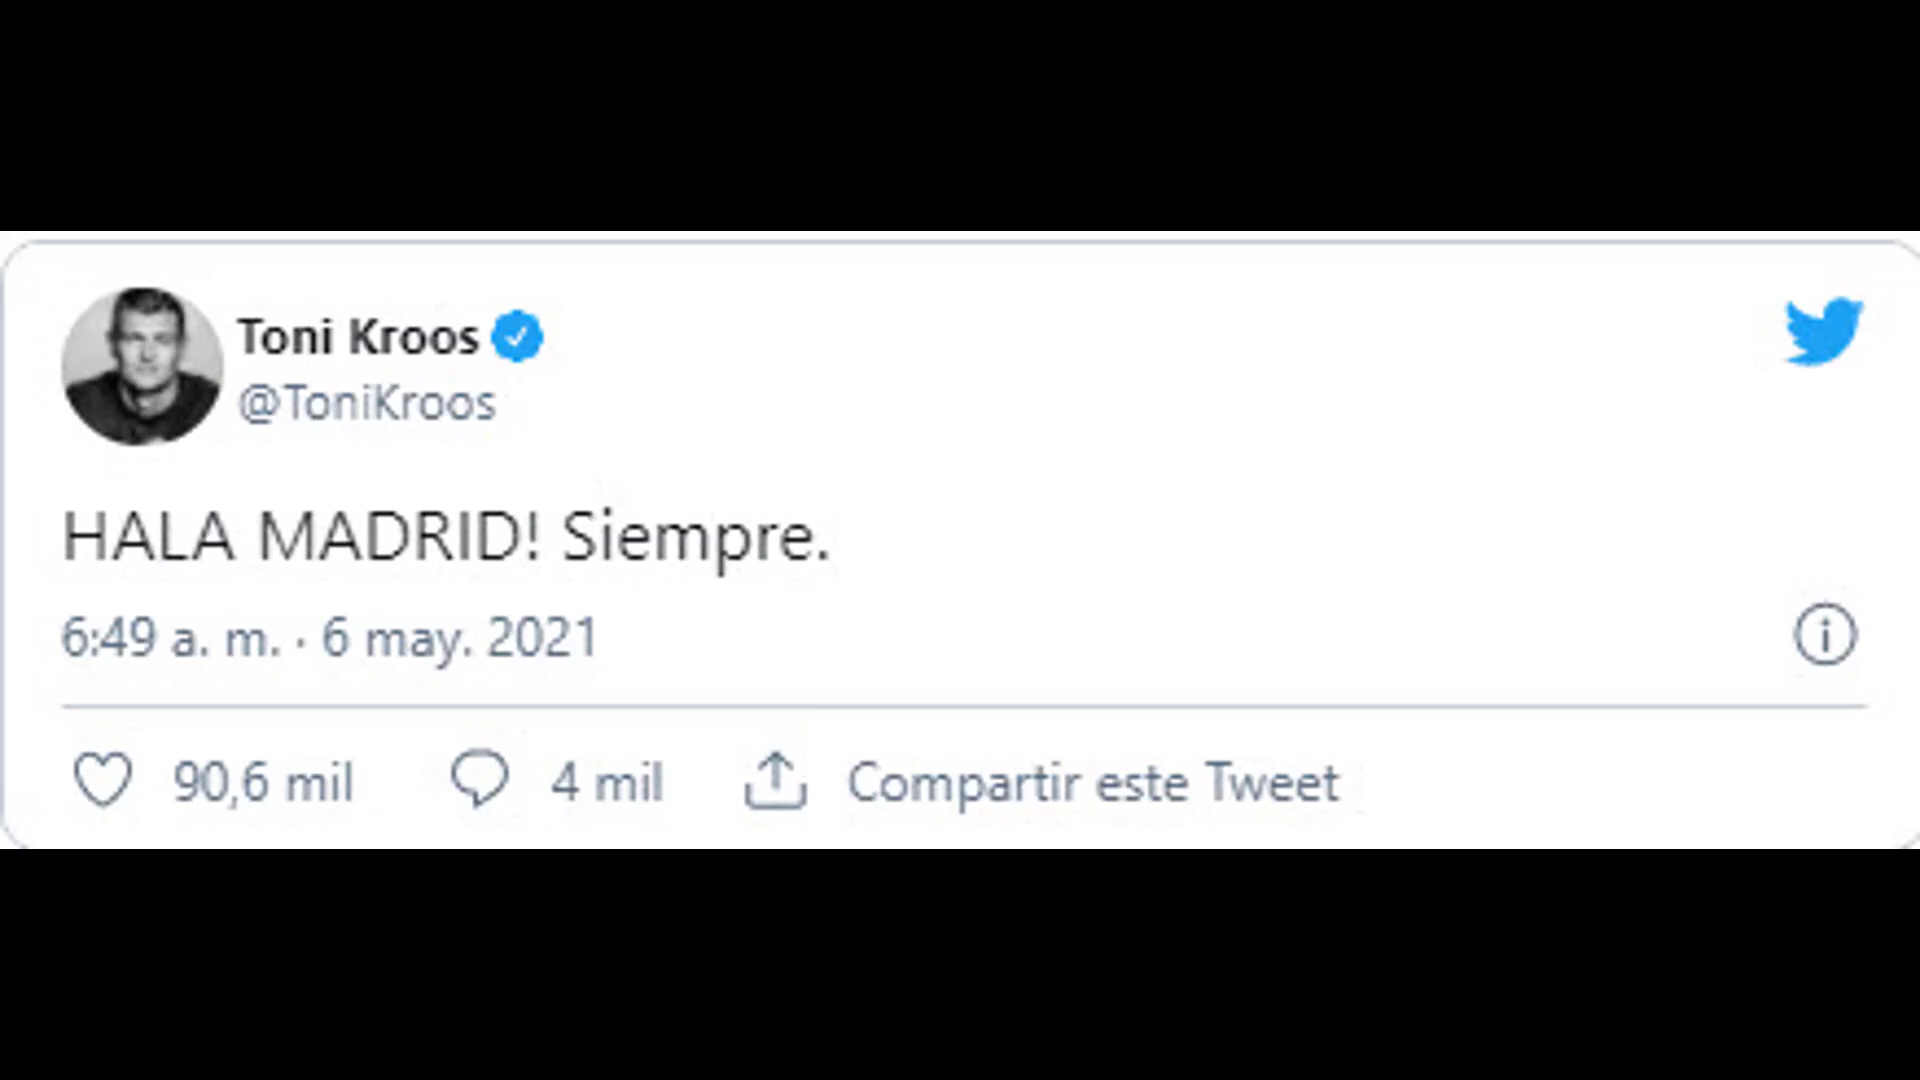 Toni Kroos
@ToniKroos
HALA MADRID! Siempre.
6:49 a. m. · 6 may. 2021
90,6 mil 4 mil Compartir este Tweet